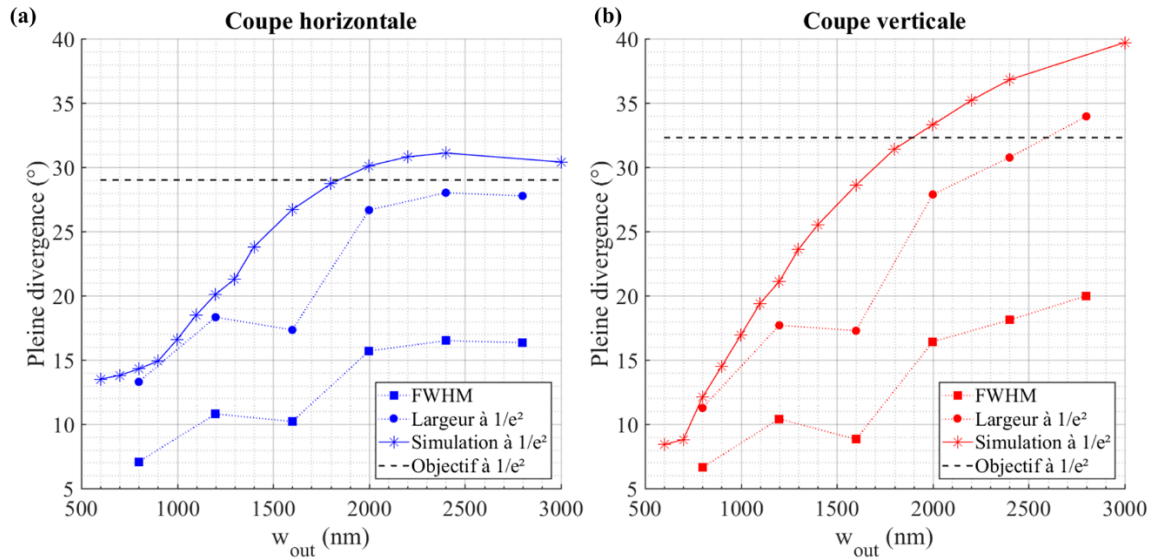 (a)
Coupe horizontale
Pleine divergence (°)
40
35
30
25
20
15
10
5
500
1000
1500
2000
2500
3000
w_out (nm)
FWHM
Largeur à 1/e²
Simulation à 1/e²
Objectif à 1/e²
(b)
Coupe verticale
Pleine divergence (°)
40
35
30
25
20
15
10
5
500
1000
1500
2000
2500
3000
w_out (nm)
FWHM
Largeur à 1/e²
Simulation à 1/e²
Objectif à 1/e²